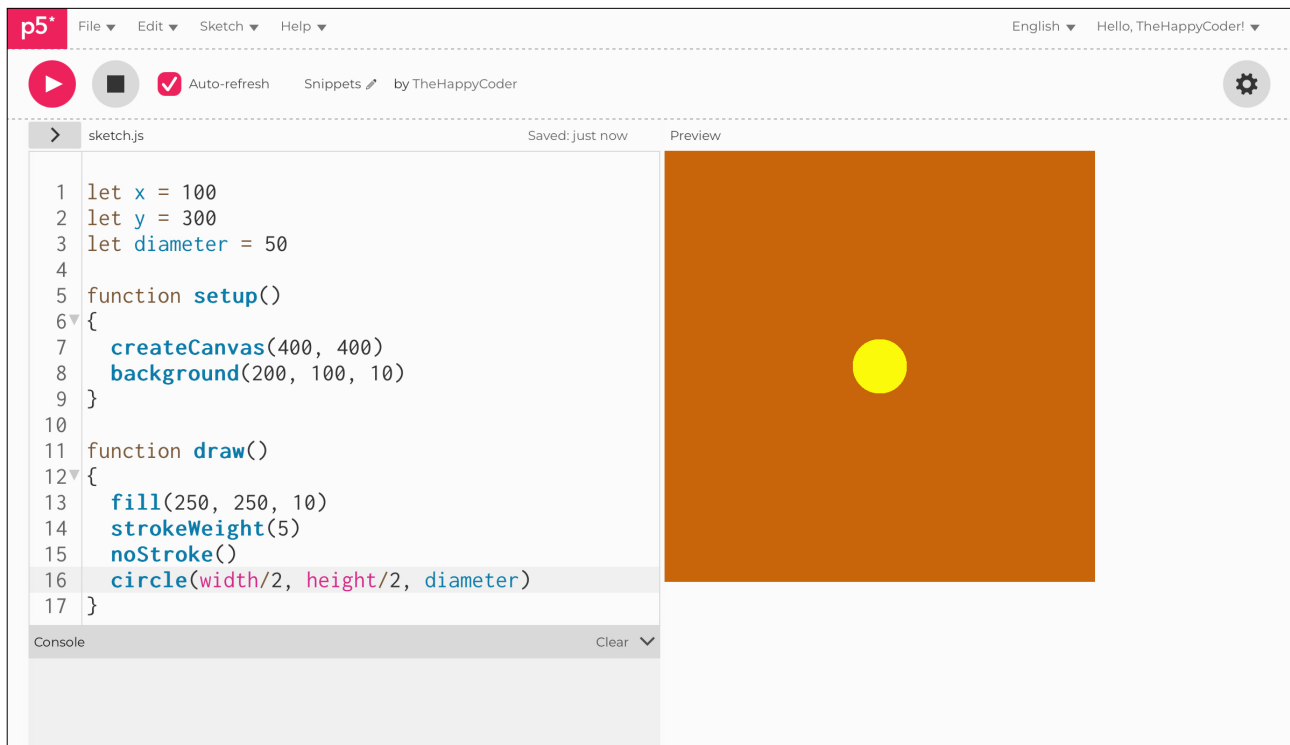 p5* File Edit Sketch Help English Hello, TheHappyCoder!
Auto-refresh Snippets by TheHappyCoder
sketch.js Saved: just now Preview
1 let x = 100
2 let y = 300
3 let diameter = 50
4
5 function setup()
6 {
7 createCanvas(400, 400)
8 background(200, 100, 10)
9 }
10
11 function draw()
12 {
13 fill(250, 250, 10)
14 strokeWeight(5)
15 noStroke()
16 circle(width/2, height/2, diameter)
17 }
Console Clear